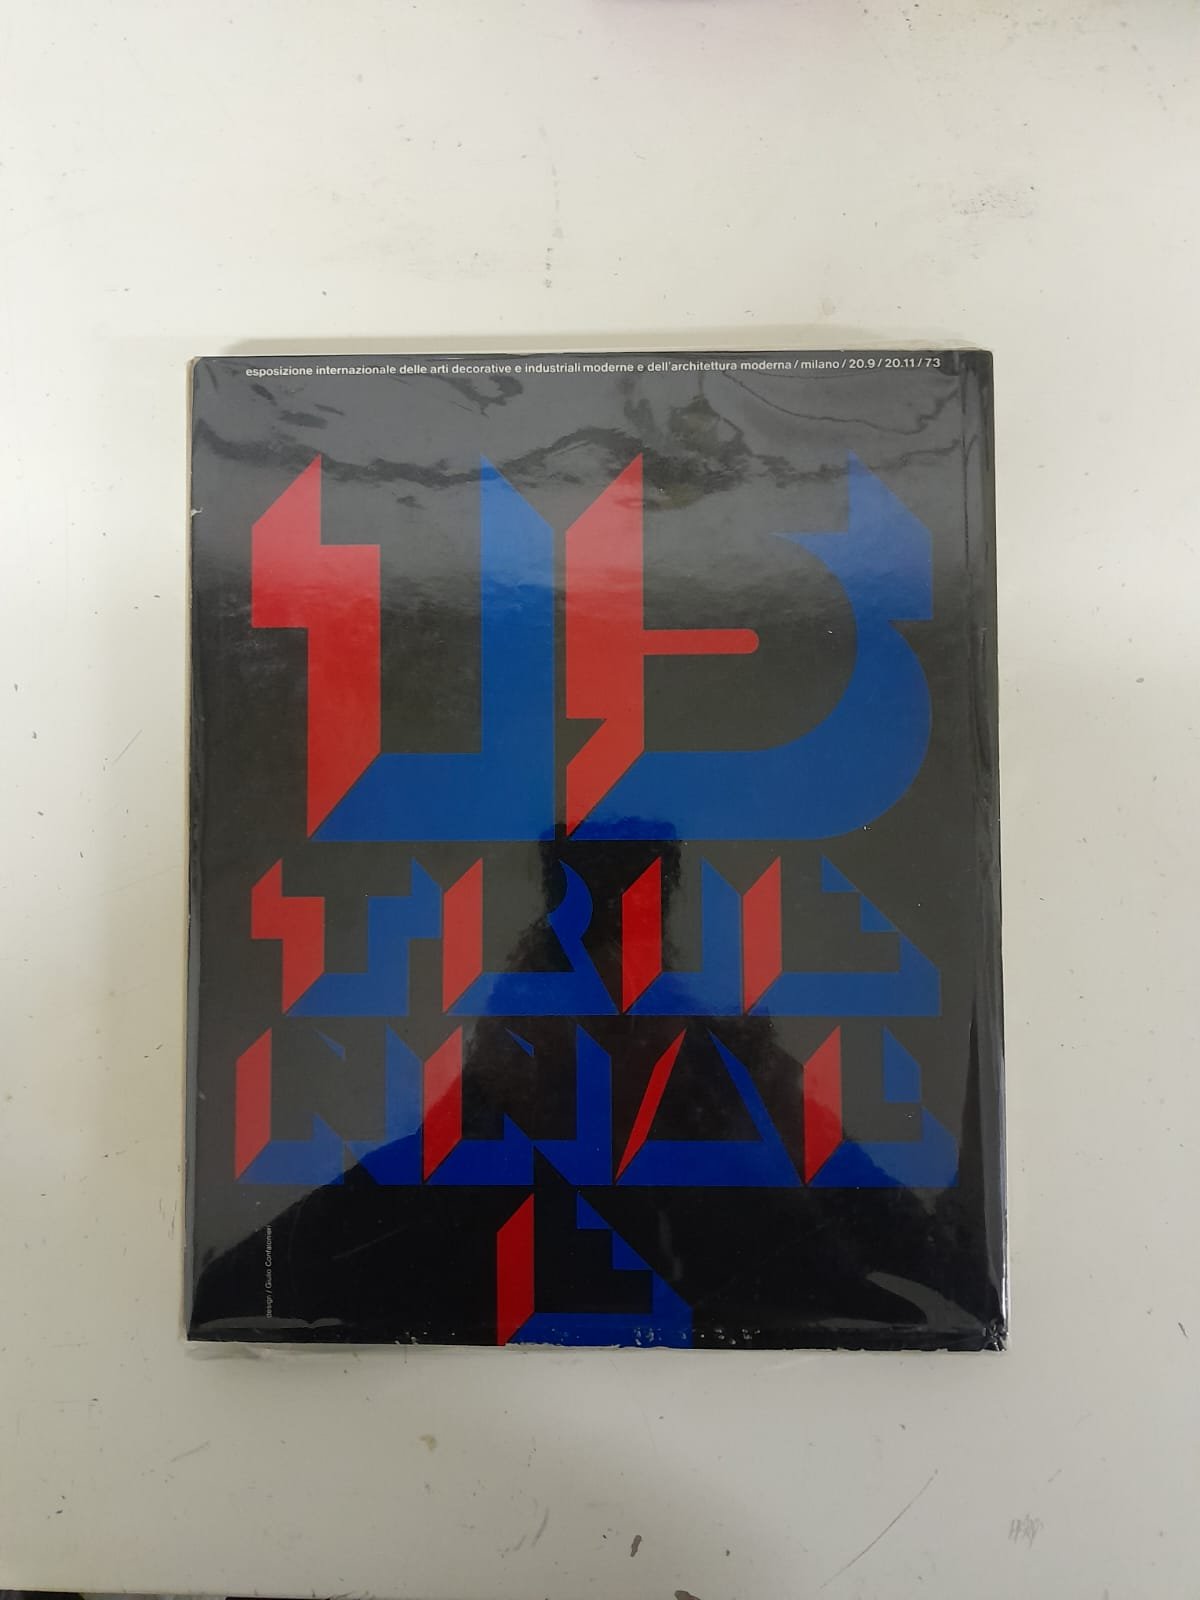 esposizione internazionale delle arti decorative e industriali moderne e dell'architettura moderna / milano / 20.9 / 20.11 / 73
15
TRIE
NNAL
E
design / Giulio Confalonieri